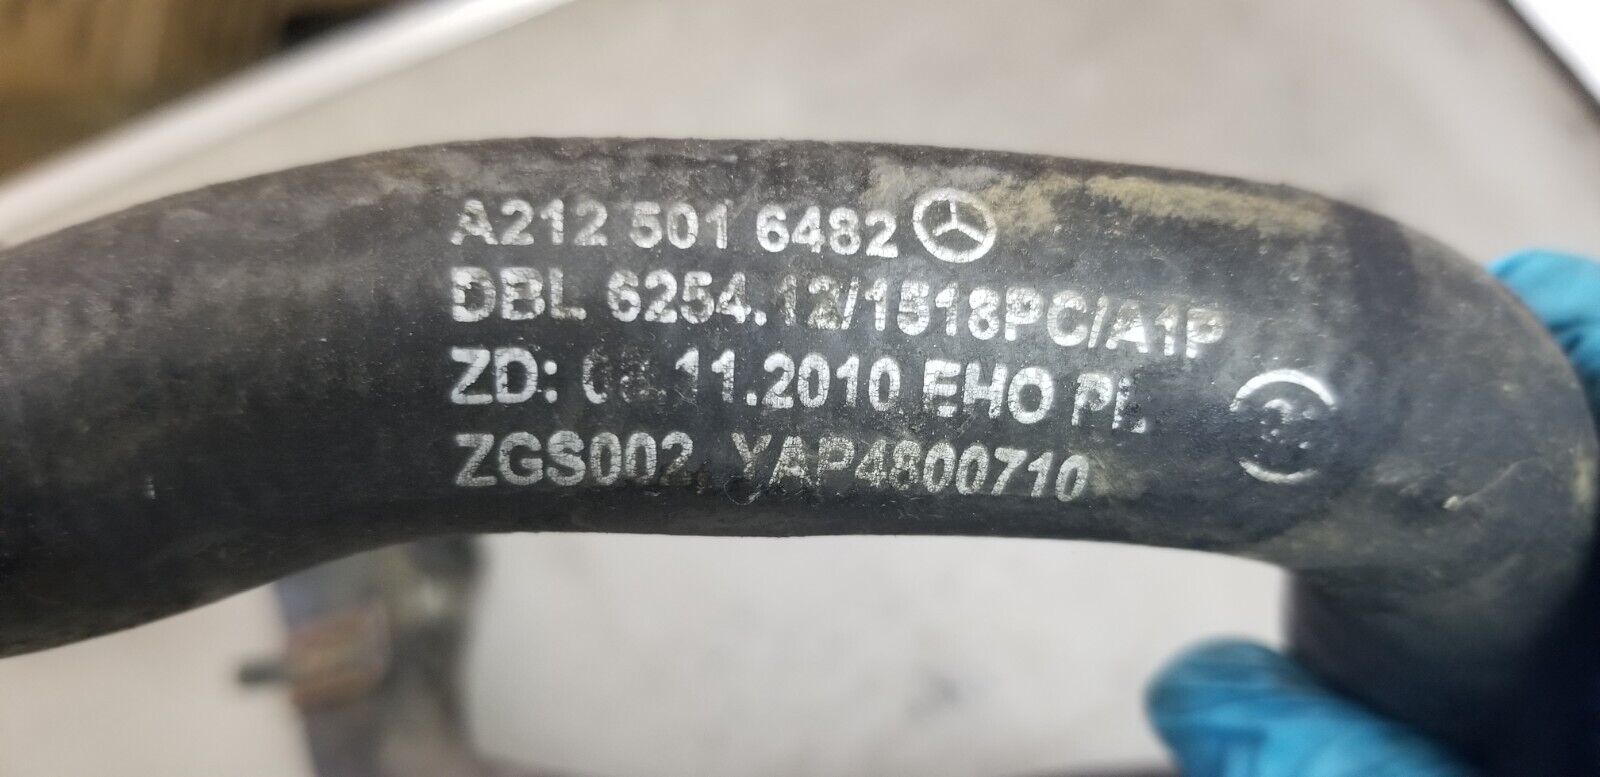 A212 501 6482
DBL 6254.12/1518PC/A1P
ZD: .11.2010 EHO PL
ZGS002, YAP4800710